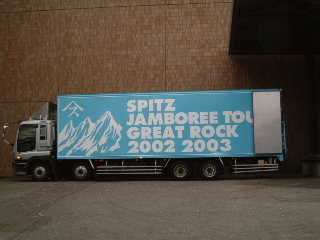 SPITZ
JAMBOREE TOU
GREAT ROCK
2002 2003